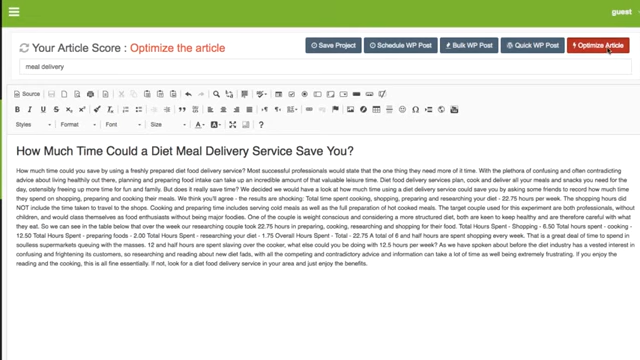 guest
Your Article Score : Optimize the article
Save Project
Schedule WP Post
Bulk WP Post
Quick WP Post
Optimize Article
meal delivery
Source
Styles
Format
Font
Size
How Much Time Could a Diet Meal Delivery Service Save You?
How much time could you save by using a freshly prepared diet food delivery service? Most successful professionals would state that the one thing they need more of it time. With the plethora of confusing and often contradicting
advice about living healthily out there, planning and preparing food intake can take up an incredible amount of that valuable leisure time. Diet food delivery services plan, cook and deliver all your meals and snacks you need for the
day, ostensibly freeing up more time for fun and family. But does it really save time? We decided we would have a look at how much time using a diet delivery service could save you by asking some friends to record how much time
they spend on shopping, preparing and cooking their meals. We think you'll agree - the results are shocking: Total time spent cooking, shopping, preparing and researching your diet - 22.75 hours per week. The shopping hours did
NOT include the time taken to travel to the shops. Cooking and preparing time includes serving cold meals as well as the full preparation of hot cooked meals. The target couple used for this experiment are both professionals, without
children, and would class themselves as food enthusiasts without being major foodies. One of the couple is weight conscious and considering a more structured diet, both are keen to keep healthy and are therefore careful with what
they eat. So we can see in the table below that over the week our researching couple took 22.75 hours in preparing, cooking, researching and shopping for their food. Total Hours Spent - Shopping - 6.50 Total hours spent - cooking -
12.50 Total Hours Spent - preparing foods - 2.00 Total Hours Spent - researching your diet - 1.75 Overall Hours Spent - Total - 22.75 A total of 6 and half hours are spent shopping every week. That is a great deal of time to spend in
soulless supermarkets queuing with the masses. 12 and half hours are spent slaving over the cooker, what else could you be doing with 12.5 hours per week? As we have spoken about before the diet industry has a vested interest in
confusing and frightening its customers, so researching and reading about new diet fads, with all the competing and contradictory advice and information can take a lot of time as well being extremely frustrating. If you enjoy the
reading and the cooking, this is all fine essentially. If not, look for a diet food delivery service in your area and just enjoy the benefits.